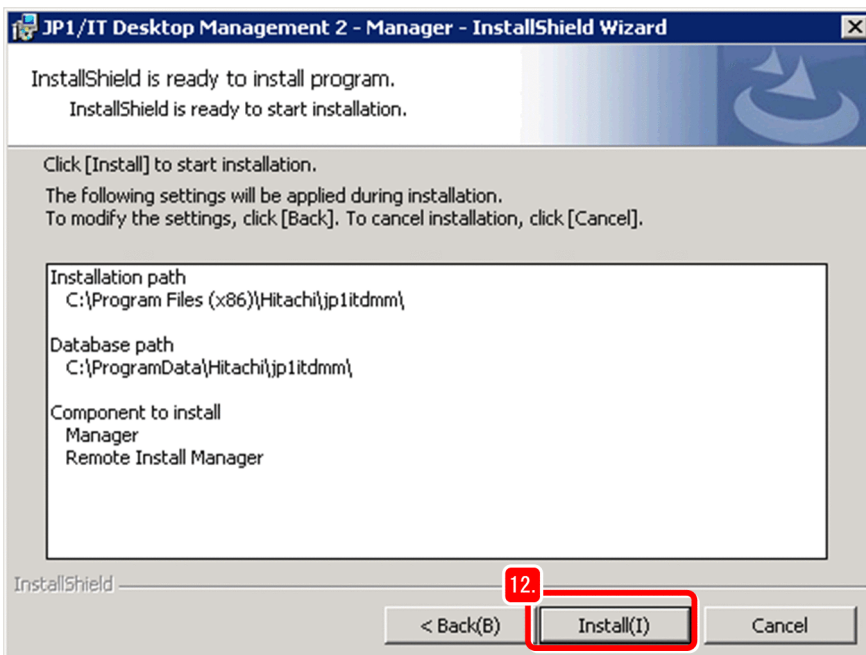 JP1/IT Desktop Management 2 - Manager - InstallShield Wizard
InstallShield is ready to install program.
InstallShield is ready to start installation.
Click [Install] to start installation.
The following settings will be applied during installation.
To modify the settings, click [Back]. To cancel installation, click [Cancel].
Installation path
C:\Program Files (x86)\Hitachi\jp1itdmm\
Database path
C:\ProgramData\Hitachi\jp1itdmm\
Component to install
Manager
Remote Install Manager
InstallShield
12.
< Back(B) Install(I) Cancel